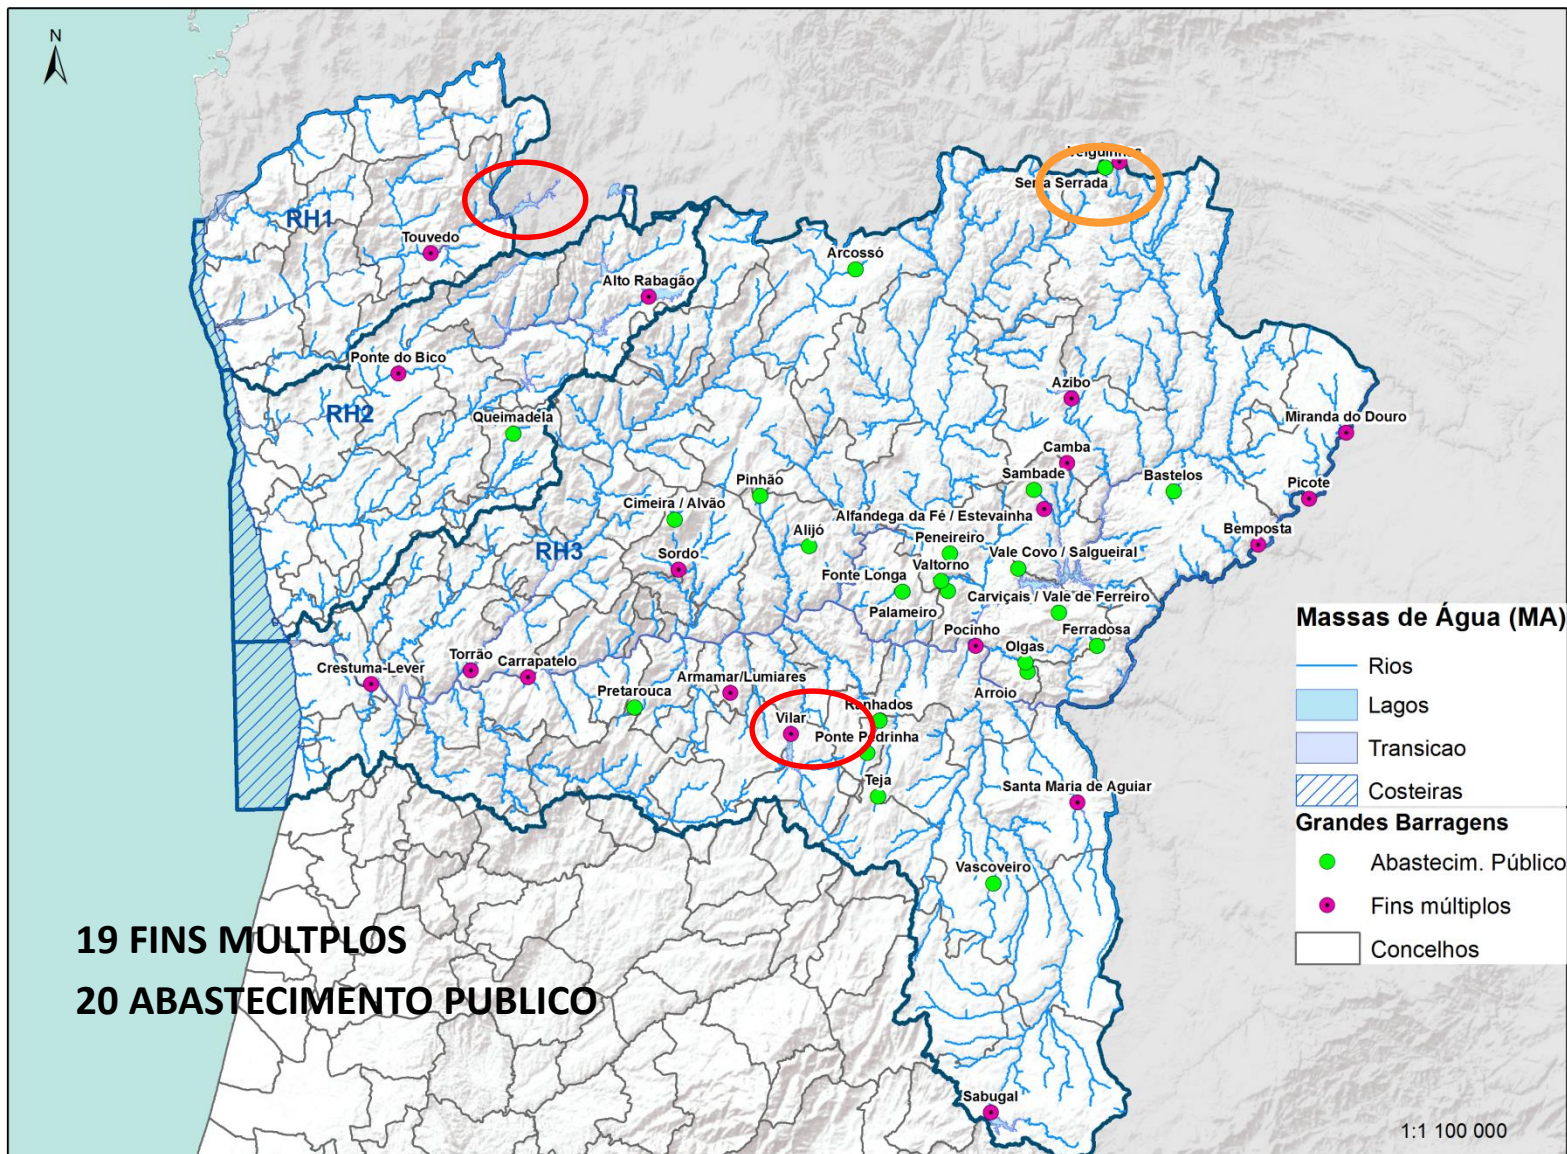 N
Veiguinhas
Serra Serrada
RH1
Touvedo
Arcossó
Alto Rabagão
Ponte do Bico
RH2
Queimadela
Azibo
Miranda do Douro
Camba
Sambade
Bastelos
Picote
Pinhão
Cimeira / Alvão
Alfandega da Fé / Estevainha
Bemposta
Alijó
Peneireiro
RH3
Sordo
Vale Covo / Salgueiral
Valtorno
Fonte Longa
Carviçais / Vale de Ferreiro
Palameiro
Pocinho
Ferradosa
Olgas
Torrão
Crestuma-Lever
Carrapatelo
Armamar/Lumiares
Pretarouca
Arroio
Ranhados
Vilar
Ponte Pedrinha
Teja
Santa Maria de Aguiar
Vascoveiro
Sabugal
Massas de Água (MA)
Rios
Lagos
Transicao
Costeiras
Grandes Barragens
Abastecim. Público
Fins múltiplos
Concelhos
19 FINS MULTPLOS
20 ABASTECIMENTO PUBLICO
1:1 100 000